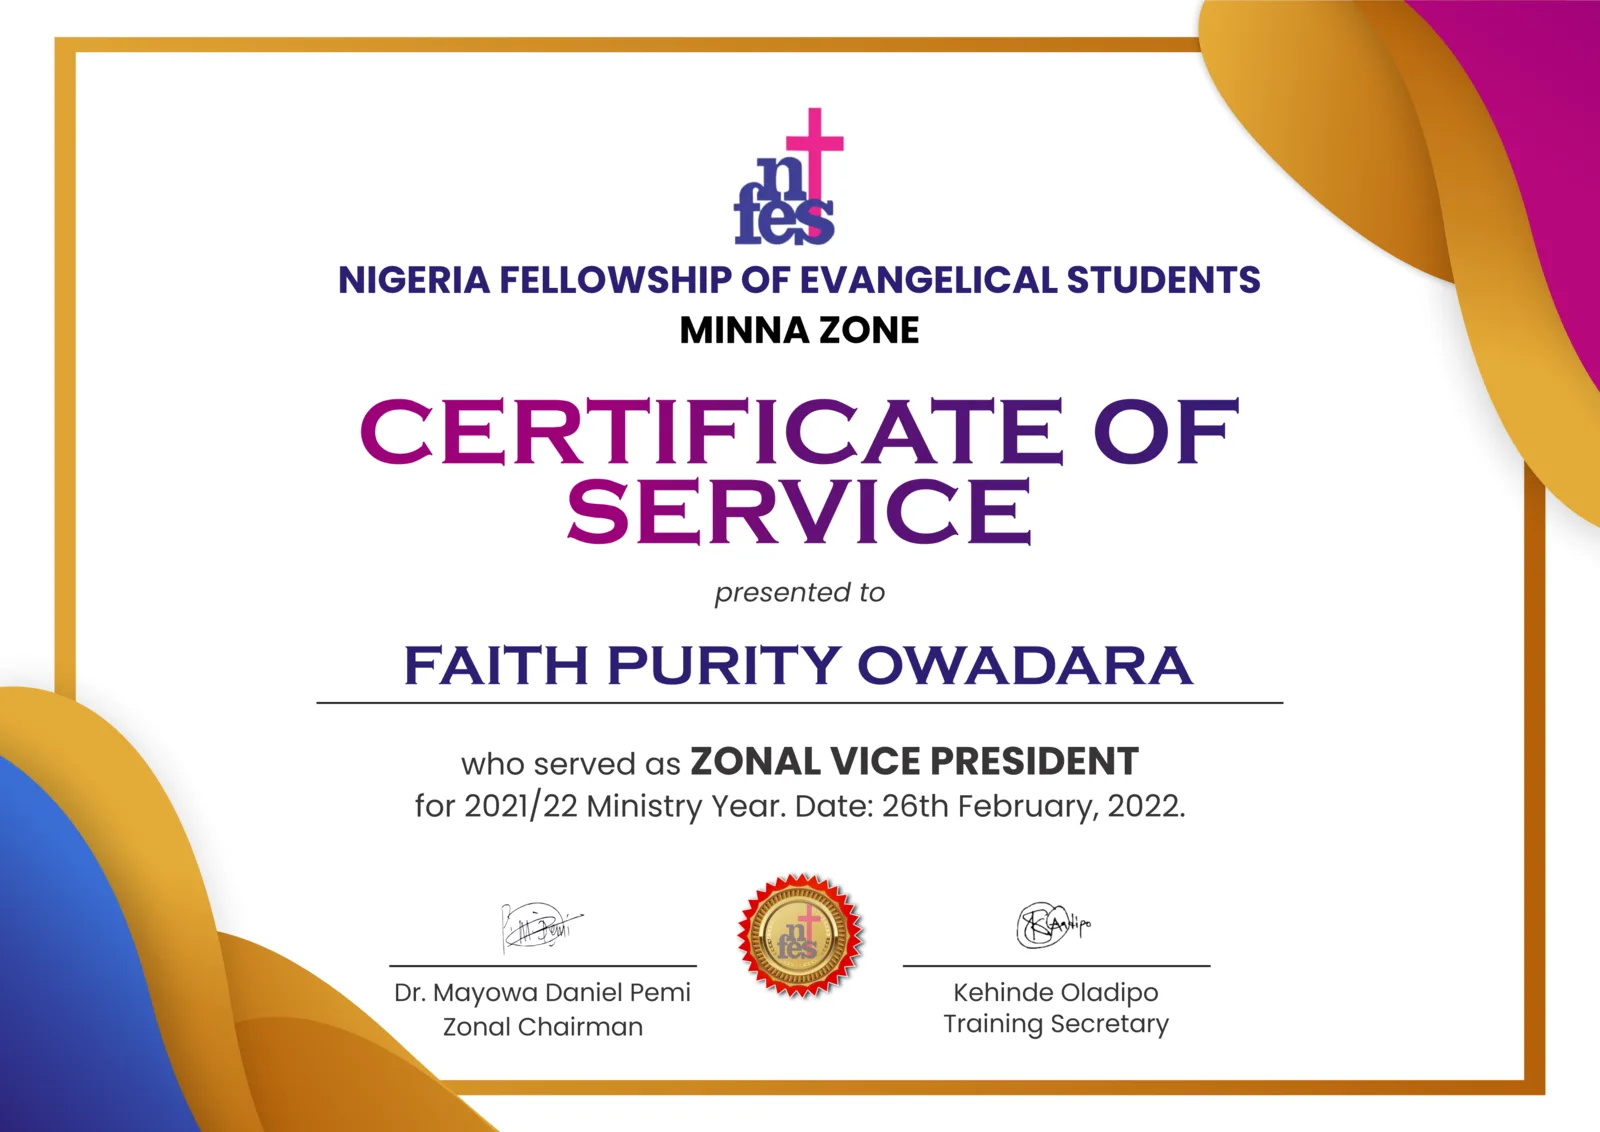 n
fes
NIGERIA FELLOWSHIP OF EVANGELICAL STUDENTS
MINNA ZONE
CERTIFICATE OF
SERVICE
presented to
FAITH PURITY OWADARA
who served as ZONAL VICE PRESIDENT
for 2021/22 Ministry Year. Date: 26th February, 2022.
n
fes
Dr. Mayowa Daniel Pemi
Zonal Chairman
Kehinde Oladipo
Training Secretary